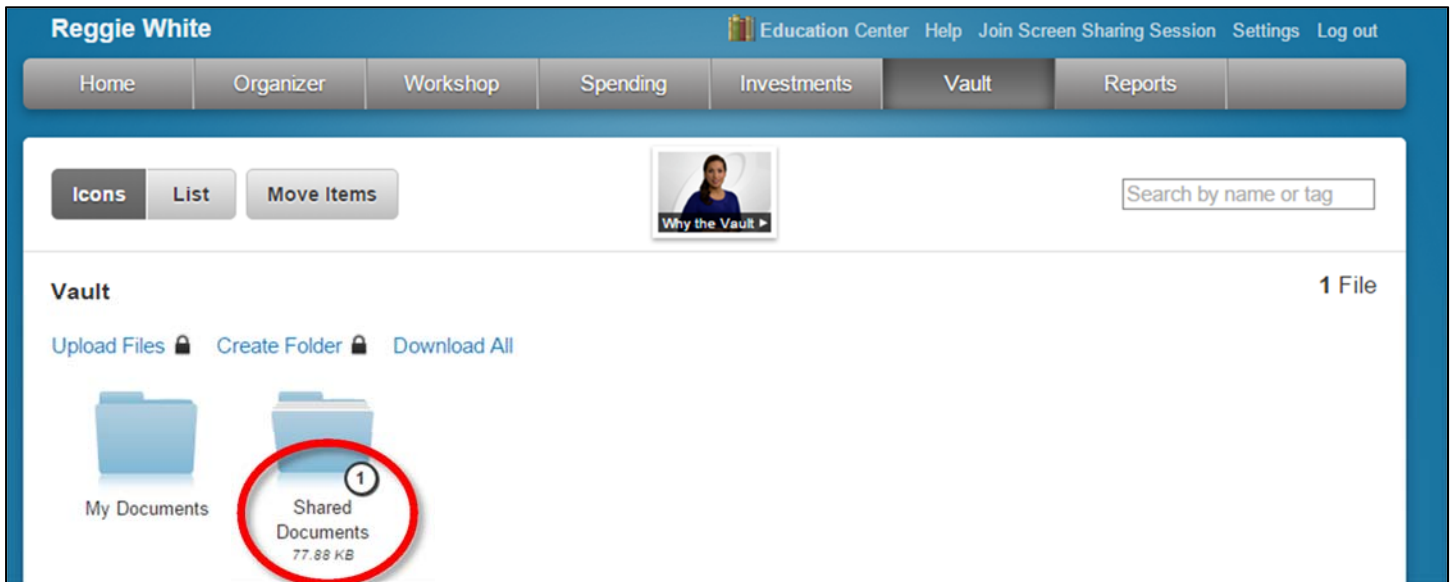 Reggie White
Education Center Help Join Screen Sharing Session Settings Log out
Home Organizer Workshop Spending Investments Vault Reports
Icons List Move Items
Why the Vault
Search by name or tag
Vault
1 File
Upload Files Create Folder Download All
1
My Documents
Shared
Documents
77.88 KB